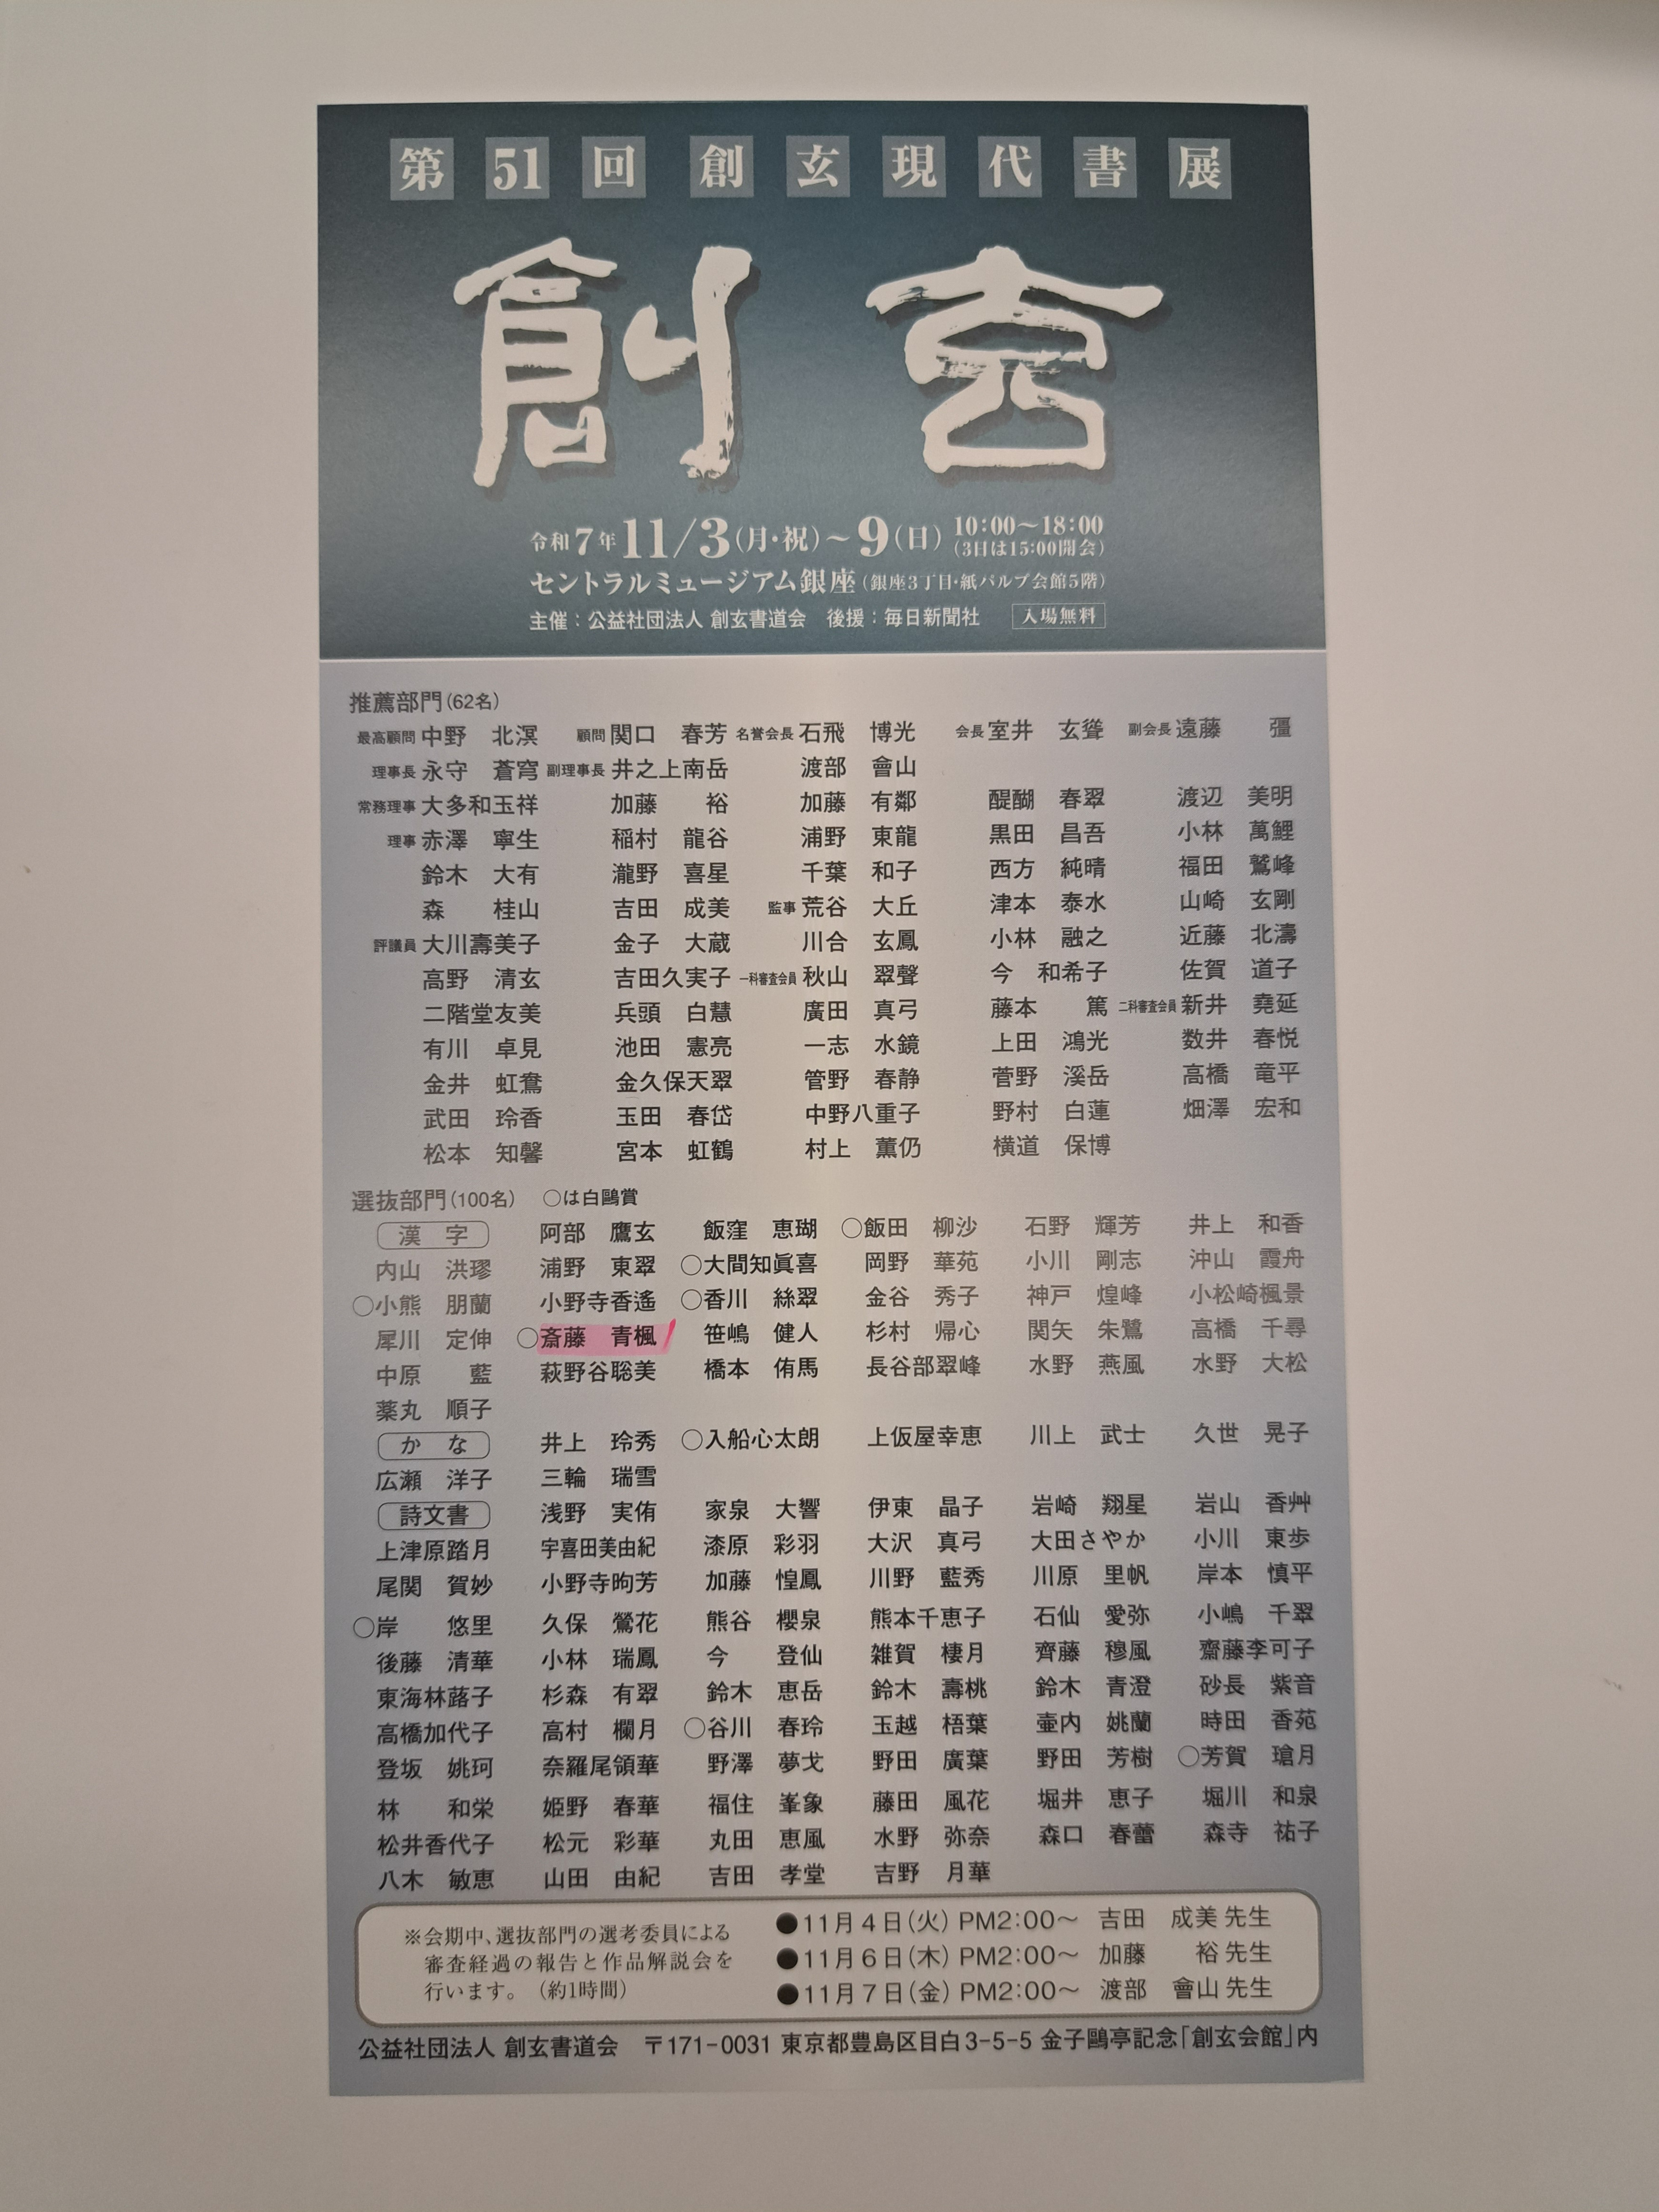 第51回 創玄現代書展
創玄
令和7年11/3(月・祝)~9(日) 10:00~18:00
(3日は15:00開会)
セントラルミュージアム銀座(銀座3丁目・紙パルプ会館5階)
主催:公益社団法人 創玄書道会 後援:毎日新聞社 入場無料
推薦部門(62名)
最高顧問 中野 北溟 顧問 関口 春芳 名誉会長 石飛 博光 会長 室井 玄聳 副会長 遠藤 彊
理事長 永守 蒼穹 副理事長 井之上南岳 渡部 會山
常務理事 大多和玉祥 加藤 裕 加藤 有鄰 醍醐 春翠 渡辺 美明
理事 赤澤 寧生 稲村 龍谷 浦野 東龍 黒田 昌吾 小林 萬鯉
鈴木 大有 瀧野 喜星 千葉 和子 西方 純晴 福田 鷲峰
森 桂山 吉田 成美 監事 荒谷 大丘 津本 泰水 山崎 玄剛
評議員 大川壽美子 金子 大蔵 川合 玄鳳 小林 融之 近藤 北濤
高野 清玄 吉田久実子 一科審査会員 秋山 翠聲 今 和希子 佐賀 道子
二階堂友美 兵頭 白慧 廣田 真弓 藤本 篤 二科審査会員 新井 堯延
有川 卓見 池田 憲亮 一志 水鏡 上田 鴻光 数井 春悦
金井 虹鴦 金久保天翠 管野 春静 菅野 溪岳 高橋 竜平
武田 玲香 玉田 春岱 中野八重子 野村 白蓮 畑澤 宏和
松本 知馨 宮本 虹鶴 村上 薫仍 横道 保博
選抜部門(100名) ○は白鷗賞
漢字 阿部 鷹玄 飯窪 恵瑚 ○飯田 柳沙 石野 輝芳 井上 和香
内山 洪璆 浦野 東翠 ○大間知眞喜 岡野 華苑 小川 剛志 沖山 霞舟
○小熊 朋蘭 小野寺香遙 ○香川 絲翠 金谷 秀子 神戸 煌峰 小松崎楓景
犀川 定伸 ○斎藤 青楓 笹嶋 健人 杉村 帰心 関矢 朱鷺 高橋 千尋
中原 藍 萩野谷聡美 橋本 侑馬 長谷部翠峰 水野 燕風 水野 大松
薬丸 順子
かな 井上 玲秀 ○入船心太朗 上仮屋幸恵 川上 武士 久世 晃子
広瀬 洋子 三輪 瑞雪
詩文書 浅野 実侑 家泉 大響 伊東 晶子 岩崎 翔星 岩山 香艸
上津原踏月 宇喜田美由紀 漆原 彩羽 大沢 真弓 大田さやか 小川 東歩
尾関 賀妙 小野寺昫芳 加藤 惶鳳 川野 藍秀 川原 里帆 岸本 慎平
○岸 悠里 久保 鶯花 熊谷 櫻泉 熊本千恵子 石仙 愛弥 小嶋 千翠
後藤 清華 小林 瑞鳳 今 登仙 雑賀 棲月 齊藤 穆風 齋藤李可子
東海林蕗子 杉森 有翠 鈴木 恵岳 鈴木 壽桃 鈴木 青澄 砂長 紫音
高橋加代子 高村 欄月 ○谷川 春玲 玉越 梧葉 壷内 姚蘭 時田 香苑
登坂 姚珂 奈羅尾領華 野澤 夢戈 野田 廣葉 野田 芳樹 ○芳賀 瑲月
林 和栄 姫野 春華 福住 峯象 藤田 風花 堀井 恵子 堀川 和泉
松井香代子 松元 彩華 丸田 恵風 水野 弥奈 森口 春蕾 森寺 祐子
八木 敏恵 山田 由紀 吉田 孝堂 吉野 月華
※会期中、選抜部門の選考委員による
審査経過の報告と作品解説会を
行います。(約1時間)
●11月4日(火) PM2:00~ 吉田 成美 先生
●11月6日(木) PM2:00~ 加藤 裕 先生
●11月7日(金) PM2:00~ 渡部 會山 先生
公益社団法人 創玄書道会 〒171-0031 東京都豊島区目白3-5-5 金子鷗亭記念「創玄会館」内